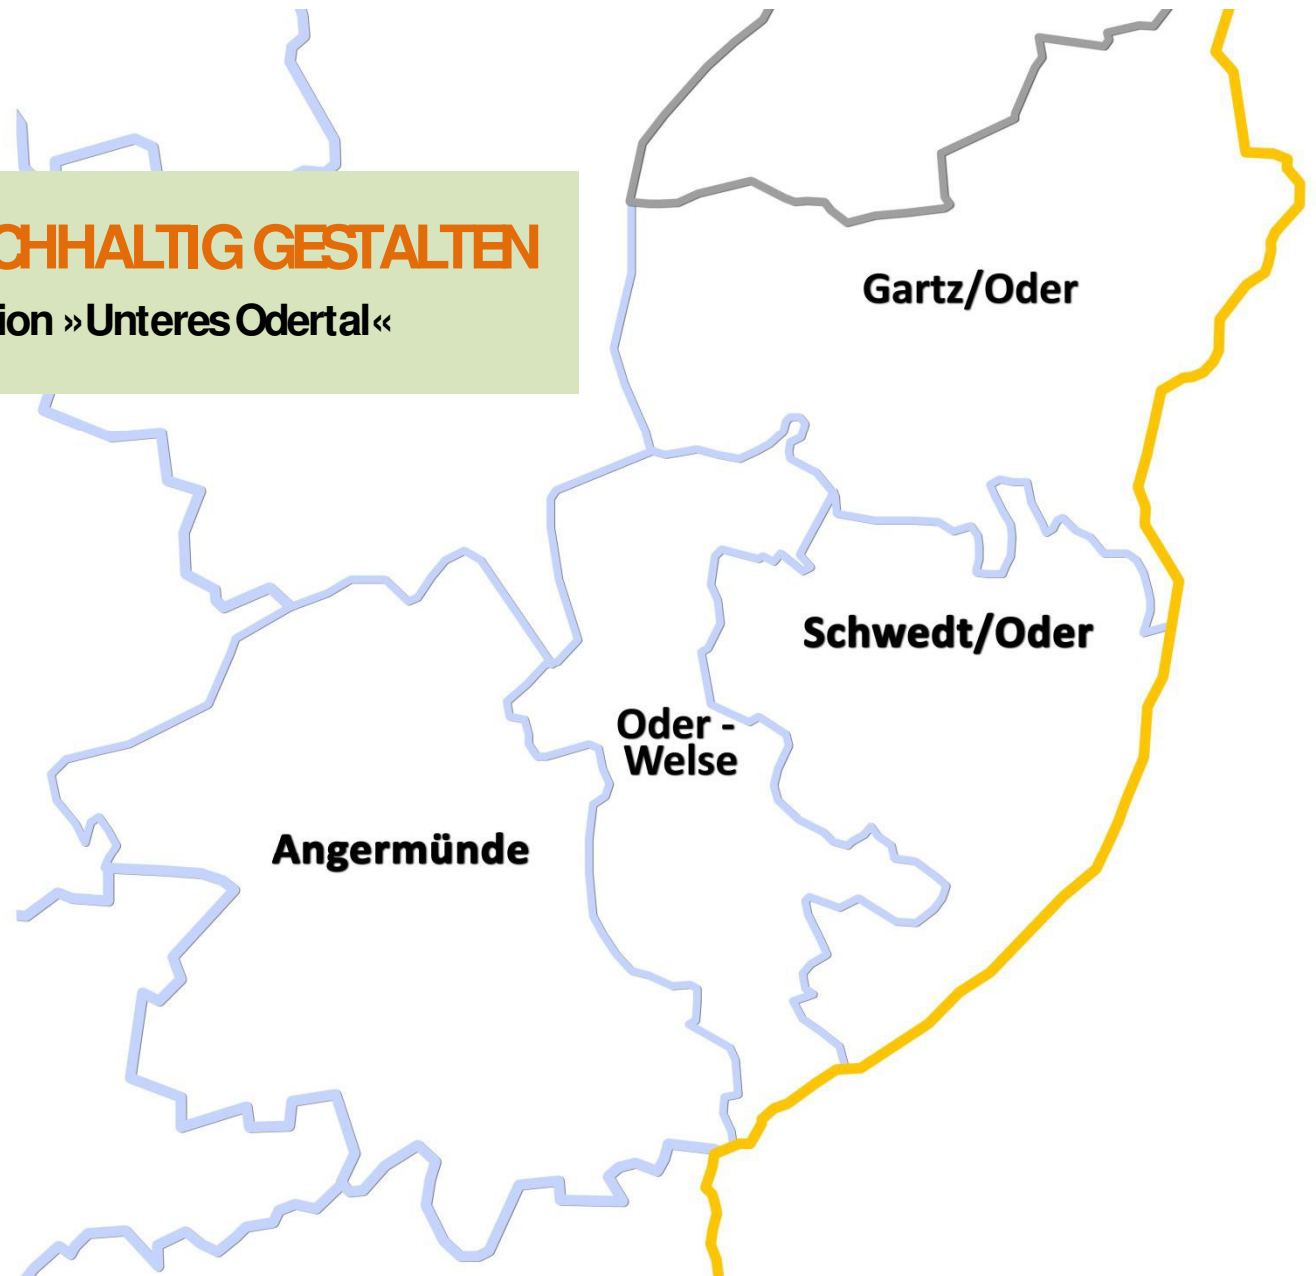 CHHALTIG GESTALTEN
ion »Unteres Odertal«
Gartz/Oder
Schwedt/Oder
Oder -
Welse
Angermünde